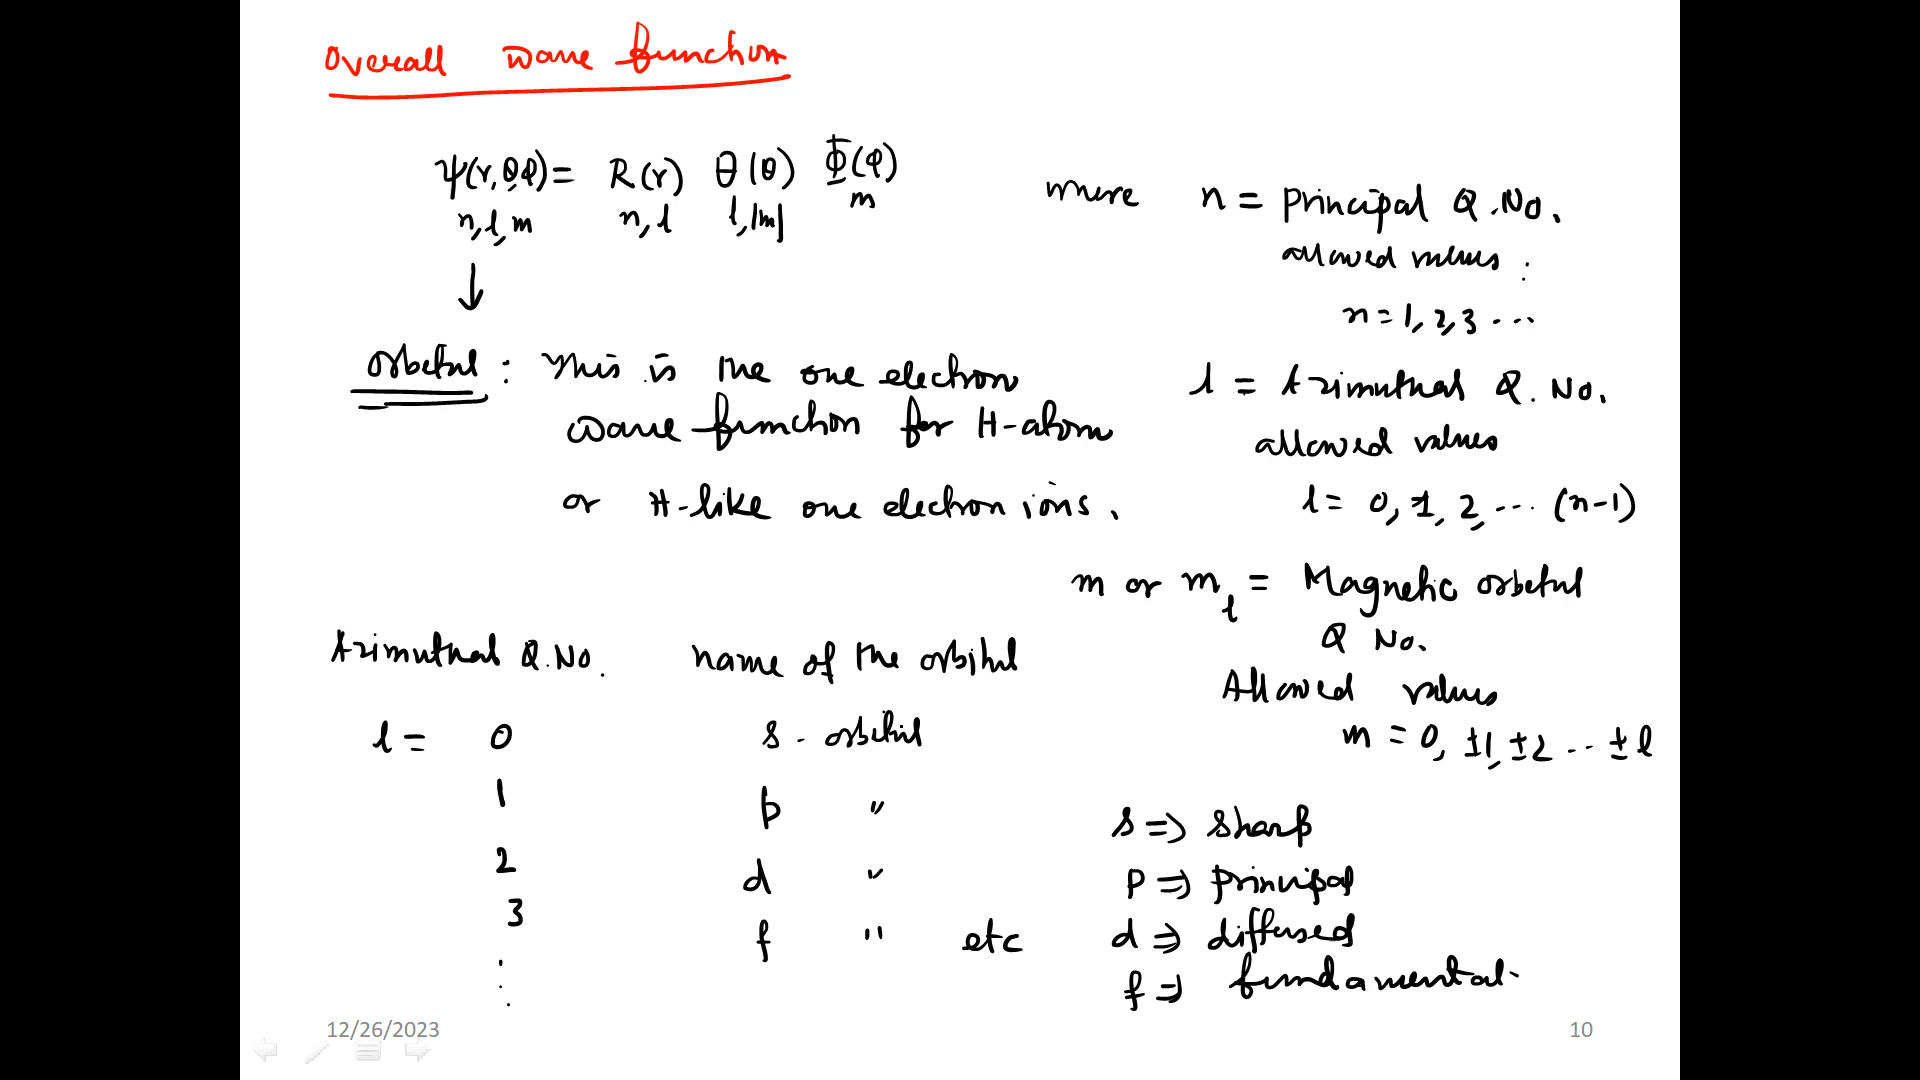 Overall wave function
ψ(r,θ,φ) = R(r) Θ(θ) Φ(φ)
n,l,m n,l l,|m| m
↓
Orbital : This is the one electron
wave function for H-atom
or H-like one electron ions.
where n = principal Q.No.
allowed values :
n = 1, 2, 3 ...
l = Azimuthal Q. No.
allowed values
l = 0, 1, 2, ... (n-1)
m or m_l = Magnetic orbital
Q No.
Allowed values
m = 0, ±1, ±2 ... ±l
Azimuthal Q.No. name of the orbital
l = 0 s - orbital
1 p "
2 d "
3 f " etc
s => sharp
p => principal
d => diffused
f => fundamental.
12/26/2023
10